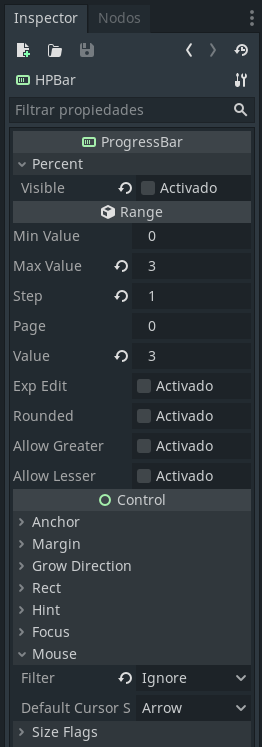 Inspector Nodos
HPBar
Filtrar propiedades
ProgressBar
Percent
Visible Activado
Range
Min Value 0
Max Value 3
Step 1
Page 0
Value 3
Exp Edit Activado
Rounded Activado
Allow Greater Activado
Allow Lesser Activado
Control
Anchor
Margin
Grow Direction
Rect
Hint
Focus
Mouse
Filter Ignore
Default Cursor S Arrow
Size Flags